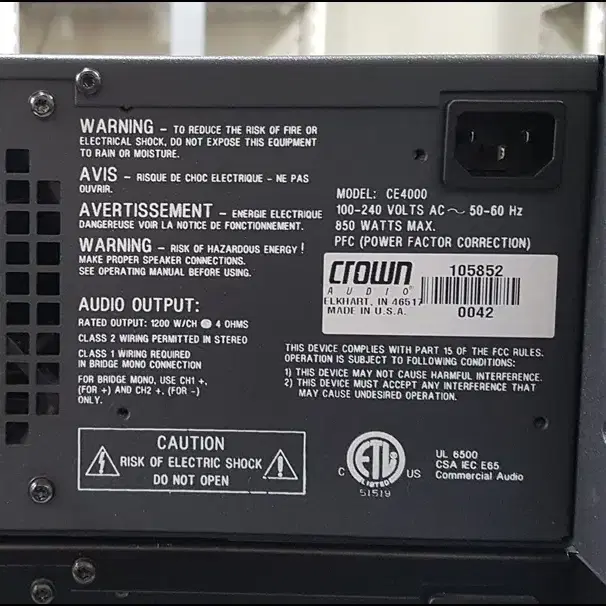 WARNING - TO REDUCE THE RISK OF FIRE OR
ELECTRICAL SHOCK, DO NOT EXPOSE THIS EQUIPMENT
TO RAIN OR MOISTURE.
AVIS - RISQUE DE CHOC ELECTRIQUE - NE PAS
OUVRIR.
AVERTISSEMENT - ENERGIE ELECTRIQUE
DANGEREUSE VOIR LA NOTICE DE FONCTIONNEMENT.
WARNING - RISK OF HAZARDOUS ENERGY!
MAKE PROPER SPEAKER CONNECTIONS.
SEE OPERATING MANUAL BEFORE USING.
AUDIO OUTPUT:
RATED OUTPUT: 1200 W/CH @ 4 OHMS
CLASS 2 WIRING PERMITTED IN STEREO
CLASS 1 WIRING REQUIRED
IN BRIDGE MONO CONNECTION
FOR BRIDGE MONO, USE CH1 +,
(FOR +) AND CH2 +, (FOR -)
ONLY.
CAUTION
RISK OF ELECTRIC SHOCK
DO NOT OPEN
MODEL: CE4000
100-240 VOLTS AC ~ 50-60 Hz
850 WATTS MAX.
PFC (POWER FACTOR CORRECTION)
crown
AUDIO®
ELKHART, IN 46517
MADE IN U.S.A.
105852
0042
THIS DEVICE COMPLIES WITH PART 15 OF THE FCC RULES.
OPERATION IS SUBJECT TO FOLLOWING CONDITIONS:
1) THIS DEVICE MAY NOT CAUSE HARMFUL INTERFERENCE.
2) THIS DEVICE MUST ACCEPT ANY INTERFERENCE THAT
MAY CAUSE UNDESIRED OPERATION.
C ETL US
LISTED
51519
UL 6500
CSA IEC E65
Commercial Audio